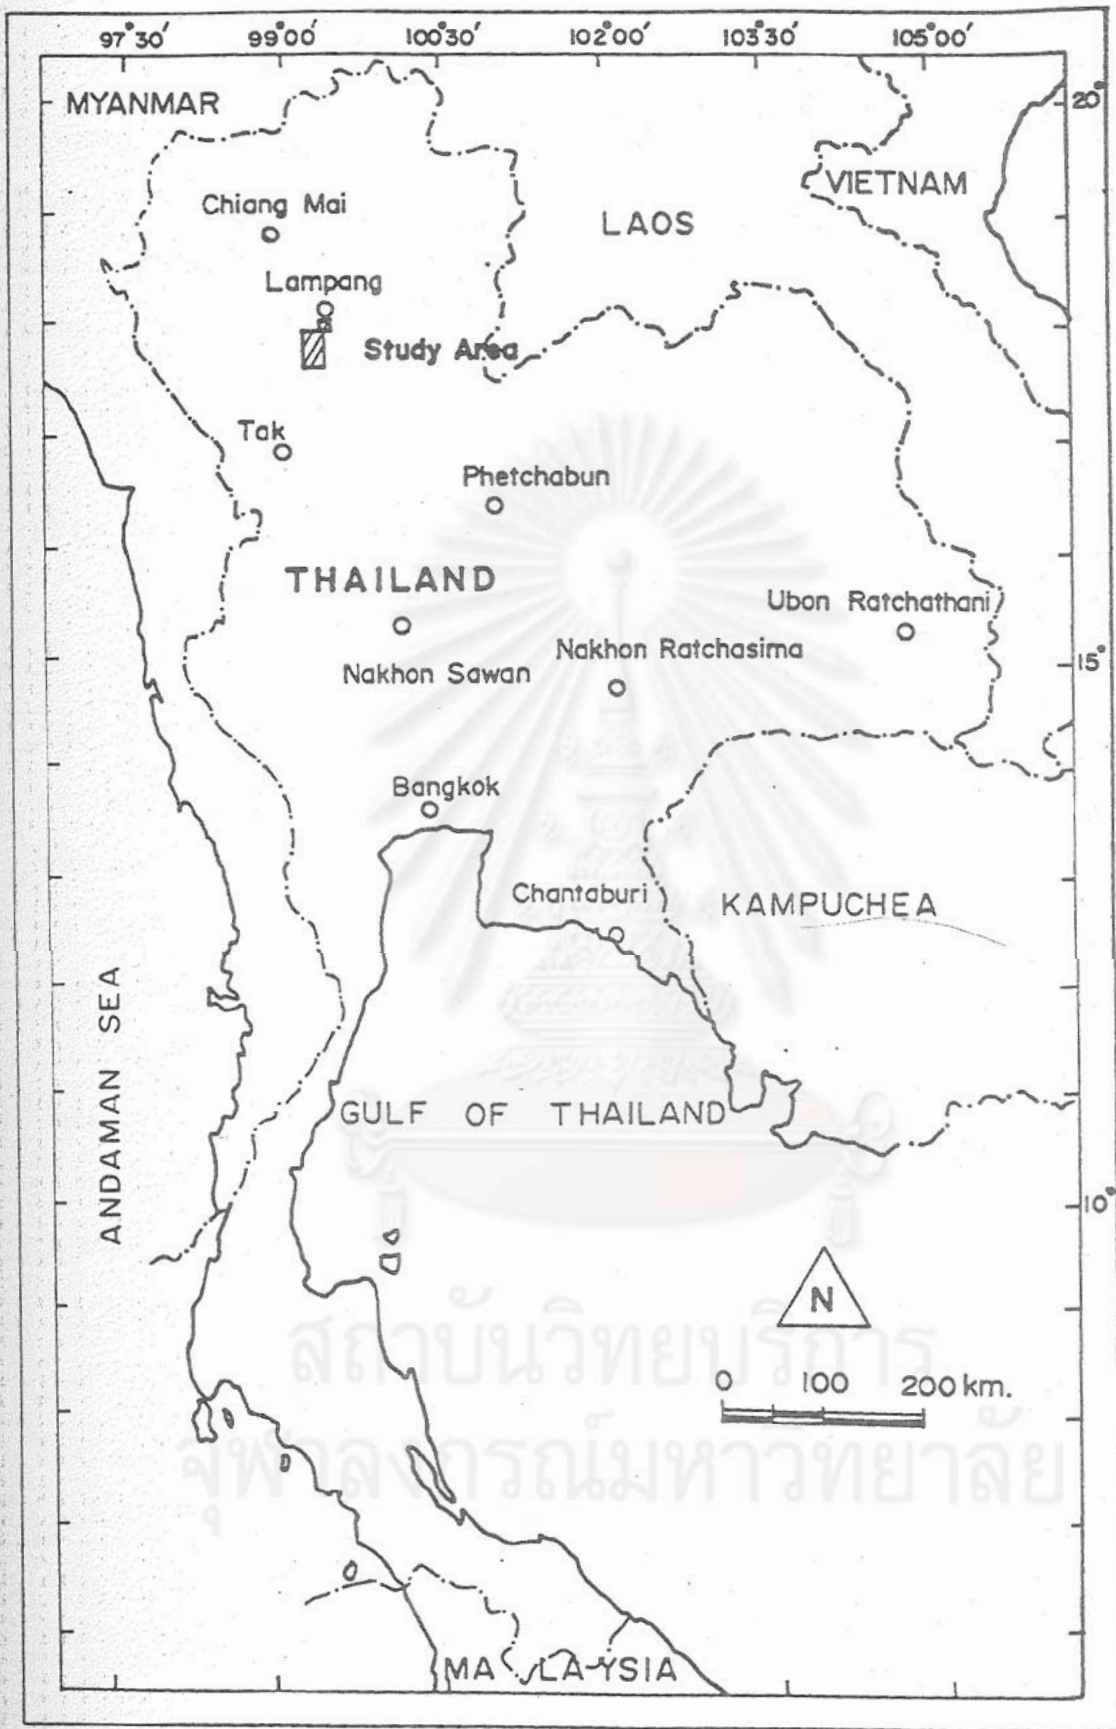 97°30′ 99°00′ 100°30′ 102°00′ 103°30′ 105°00′
MYANMAR
20°
VIETNAM
Chiang Mai
LAOS
Lampang
Study Area
Tak
Phetchabun
THAILAND
Ubon Ratchathani
Nakhon Ratchasima
Nakhon Sawan
15°
Bangkok
Chantaburi
KAMPUCHEA
ANDAMAN SEA
GULF OF THAILAND
10°
N
สถาบันวิทยบริการ
0 100 200 km.
จุฬาลงกรณ์มหาวิทยาลัย
MALAYSIA